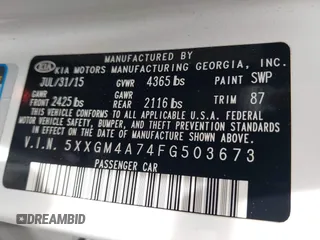 MANUFACTURED BY
KIA KIA MOTORS MANUFACTURING GEORGIA, INC.
JUL/31/15 GVWR 4365 lbs PAINT SWP
GAWR GAWR
FRONT 2425 lbs REAR 2116 lbs TRIM 87
THIS VEHICLE CONFORMS TO ALL APPLICABLE FEDERAL MOTOR VEHICLE SAFETY, BUMPER,
AND THEFT PREVENTION STANDARDS IN EFFECT ON THE DATE OF MANUFACTURE SHOWN ABOVE.
V.I.N. 5XXGM4A74FG503673
PASSENGER CAR
DREAMBID